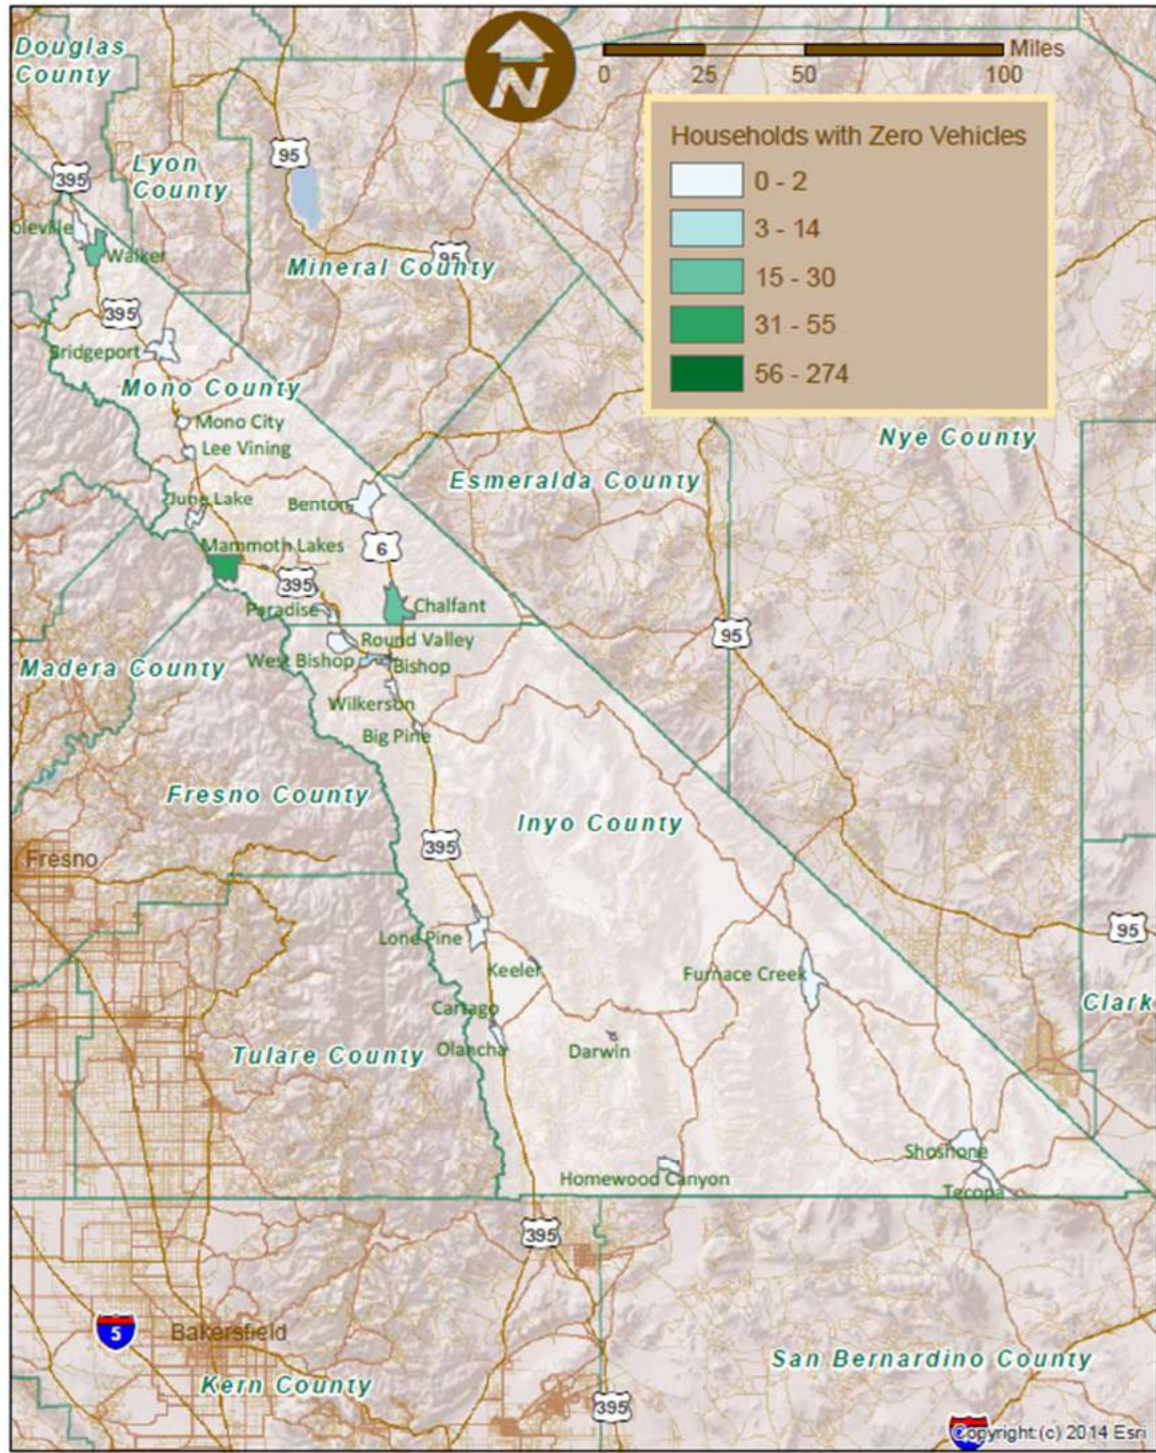 Douglas
County
N
Miles
0 25 50 100
Households with Zero Vehicles
0 - 2
3 - 14
15 - 30
31 - 55
56 - 274
Lyon
County
95
395
oleville
Walker
Mineral County
95
395
Bridgeport
Mono County
Mono City
Lee Vining
Nye County
Esmeralda County
June Lake
Benton
Mammoth Lakes
6
395
Paradise
Chalfant
95
Round Valley
West Bishop
Bishop
Madera County
Wilkerson
Big Pine
Fresno County
Inyo County
395
Fresno
95
Lone Pine
Keeler
Furnace Creek
Cartago
Clark
Olancha
Darwin
Tulare County
Shoshone
Homewood Canyon
Tecopa
395
5
Bakersfield
San Bernardino County
Kern County
395
Copyright:(c) 2014 Esri